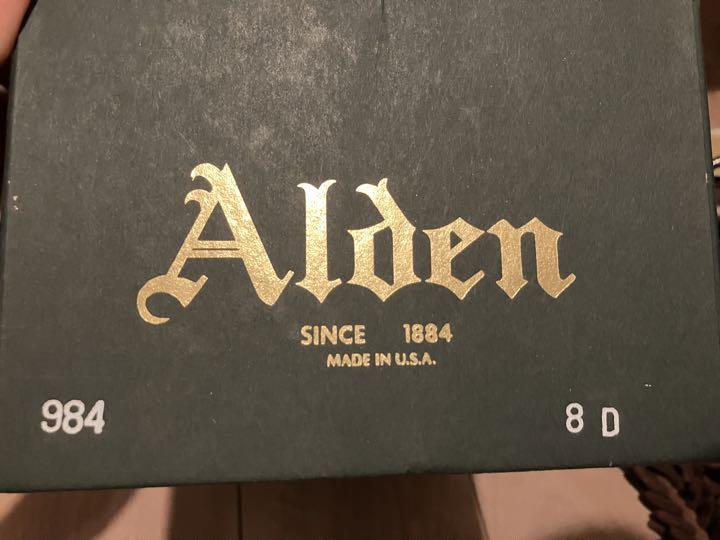 Alden
SINCE 1884
MADE IN U.S.A.
984 8 D